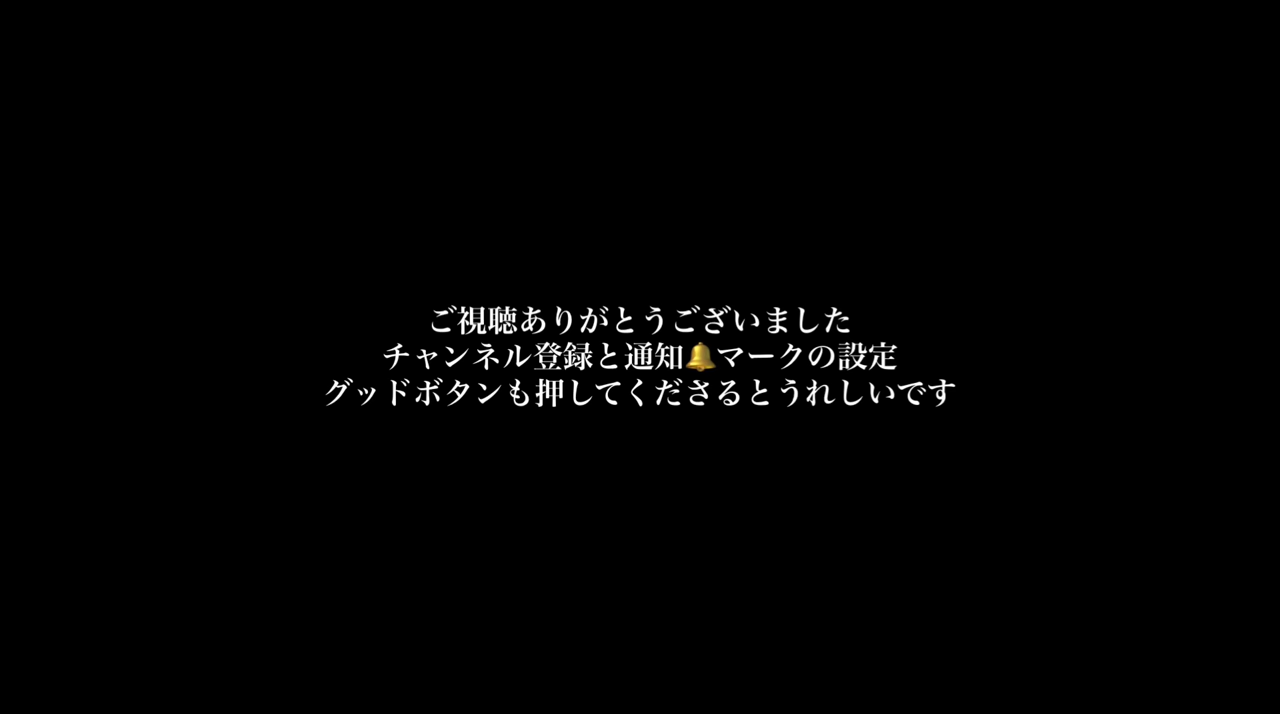 ご視聴ありがとうございました
チャンネル登録と通知🔔マークの設定
グッドボタンも押してくださるとうれしいです